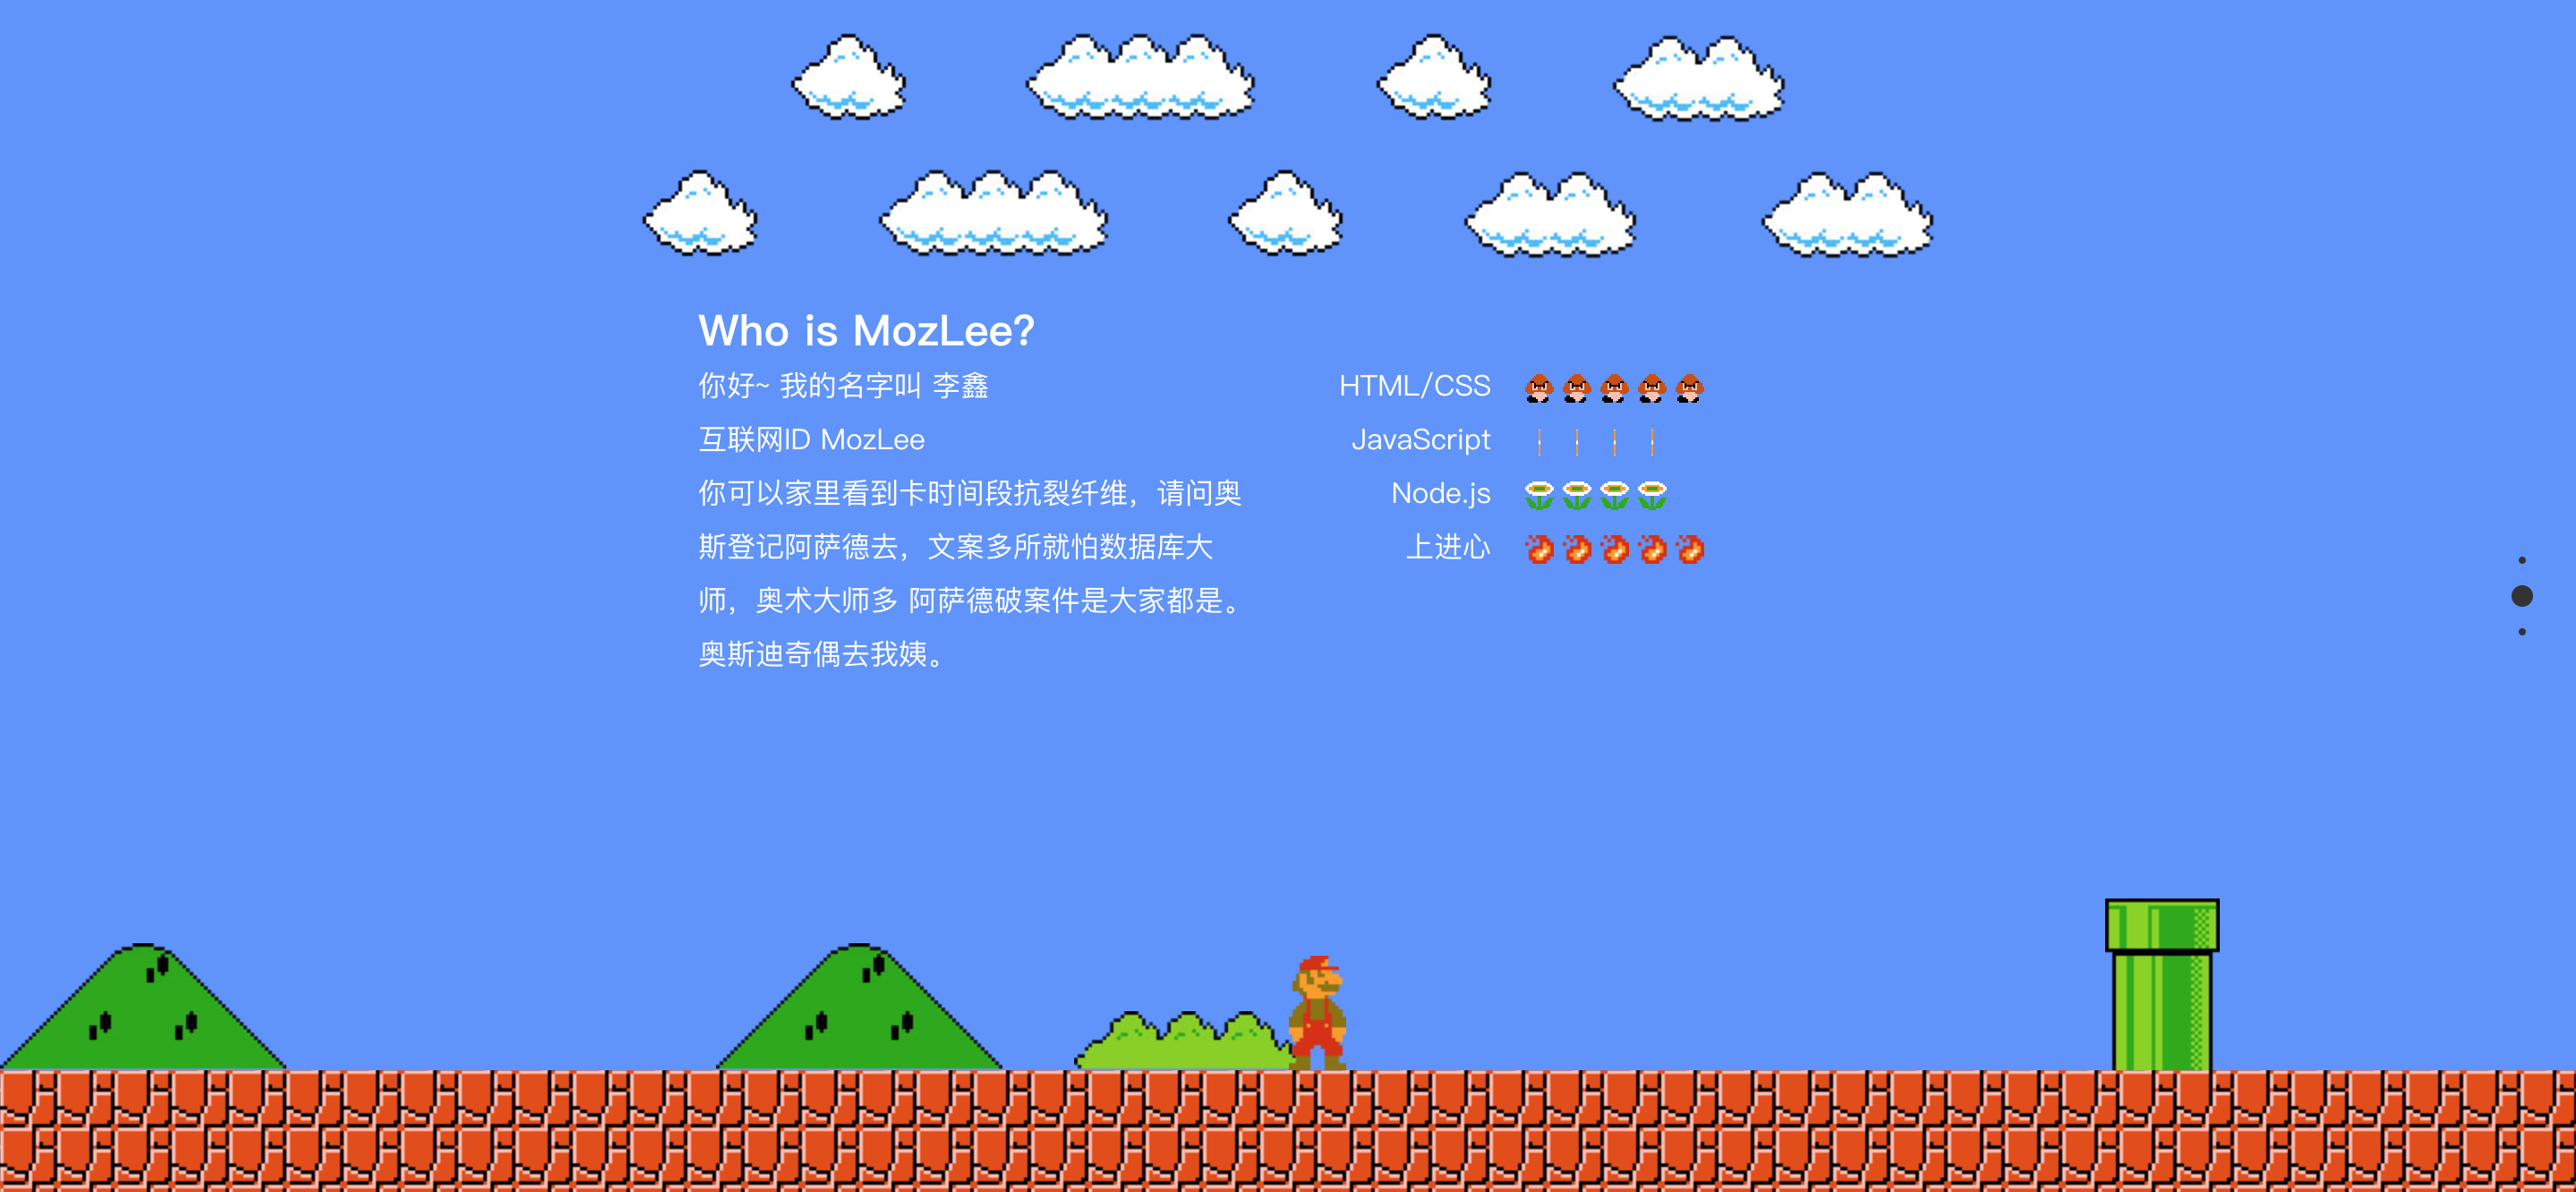 Who is MozLee?
你好~ 我的名字叫 李鑫
互联网ID MozLee
你可以家里看到卡时间段抗裂纤维，请问奥
斯登记阿萨德去，文案多所就怕数据库大
师，奥术大师多 阿萨德破案件是大家都是。
奥斯迪奇偶去我姨。
HTML/CSS
JavaScript
Node.js
上进心